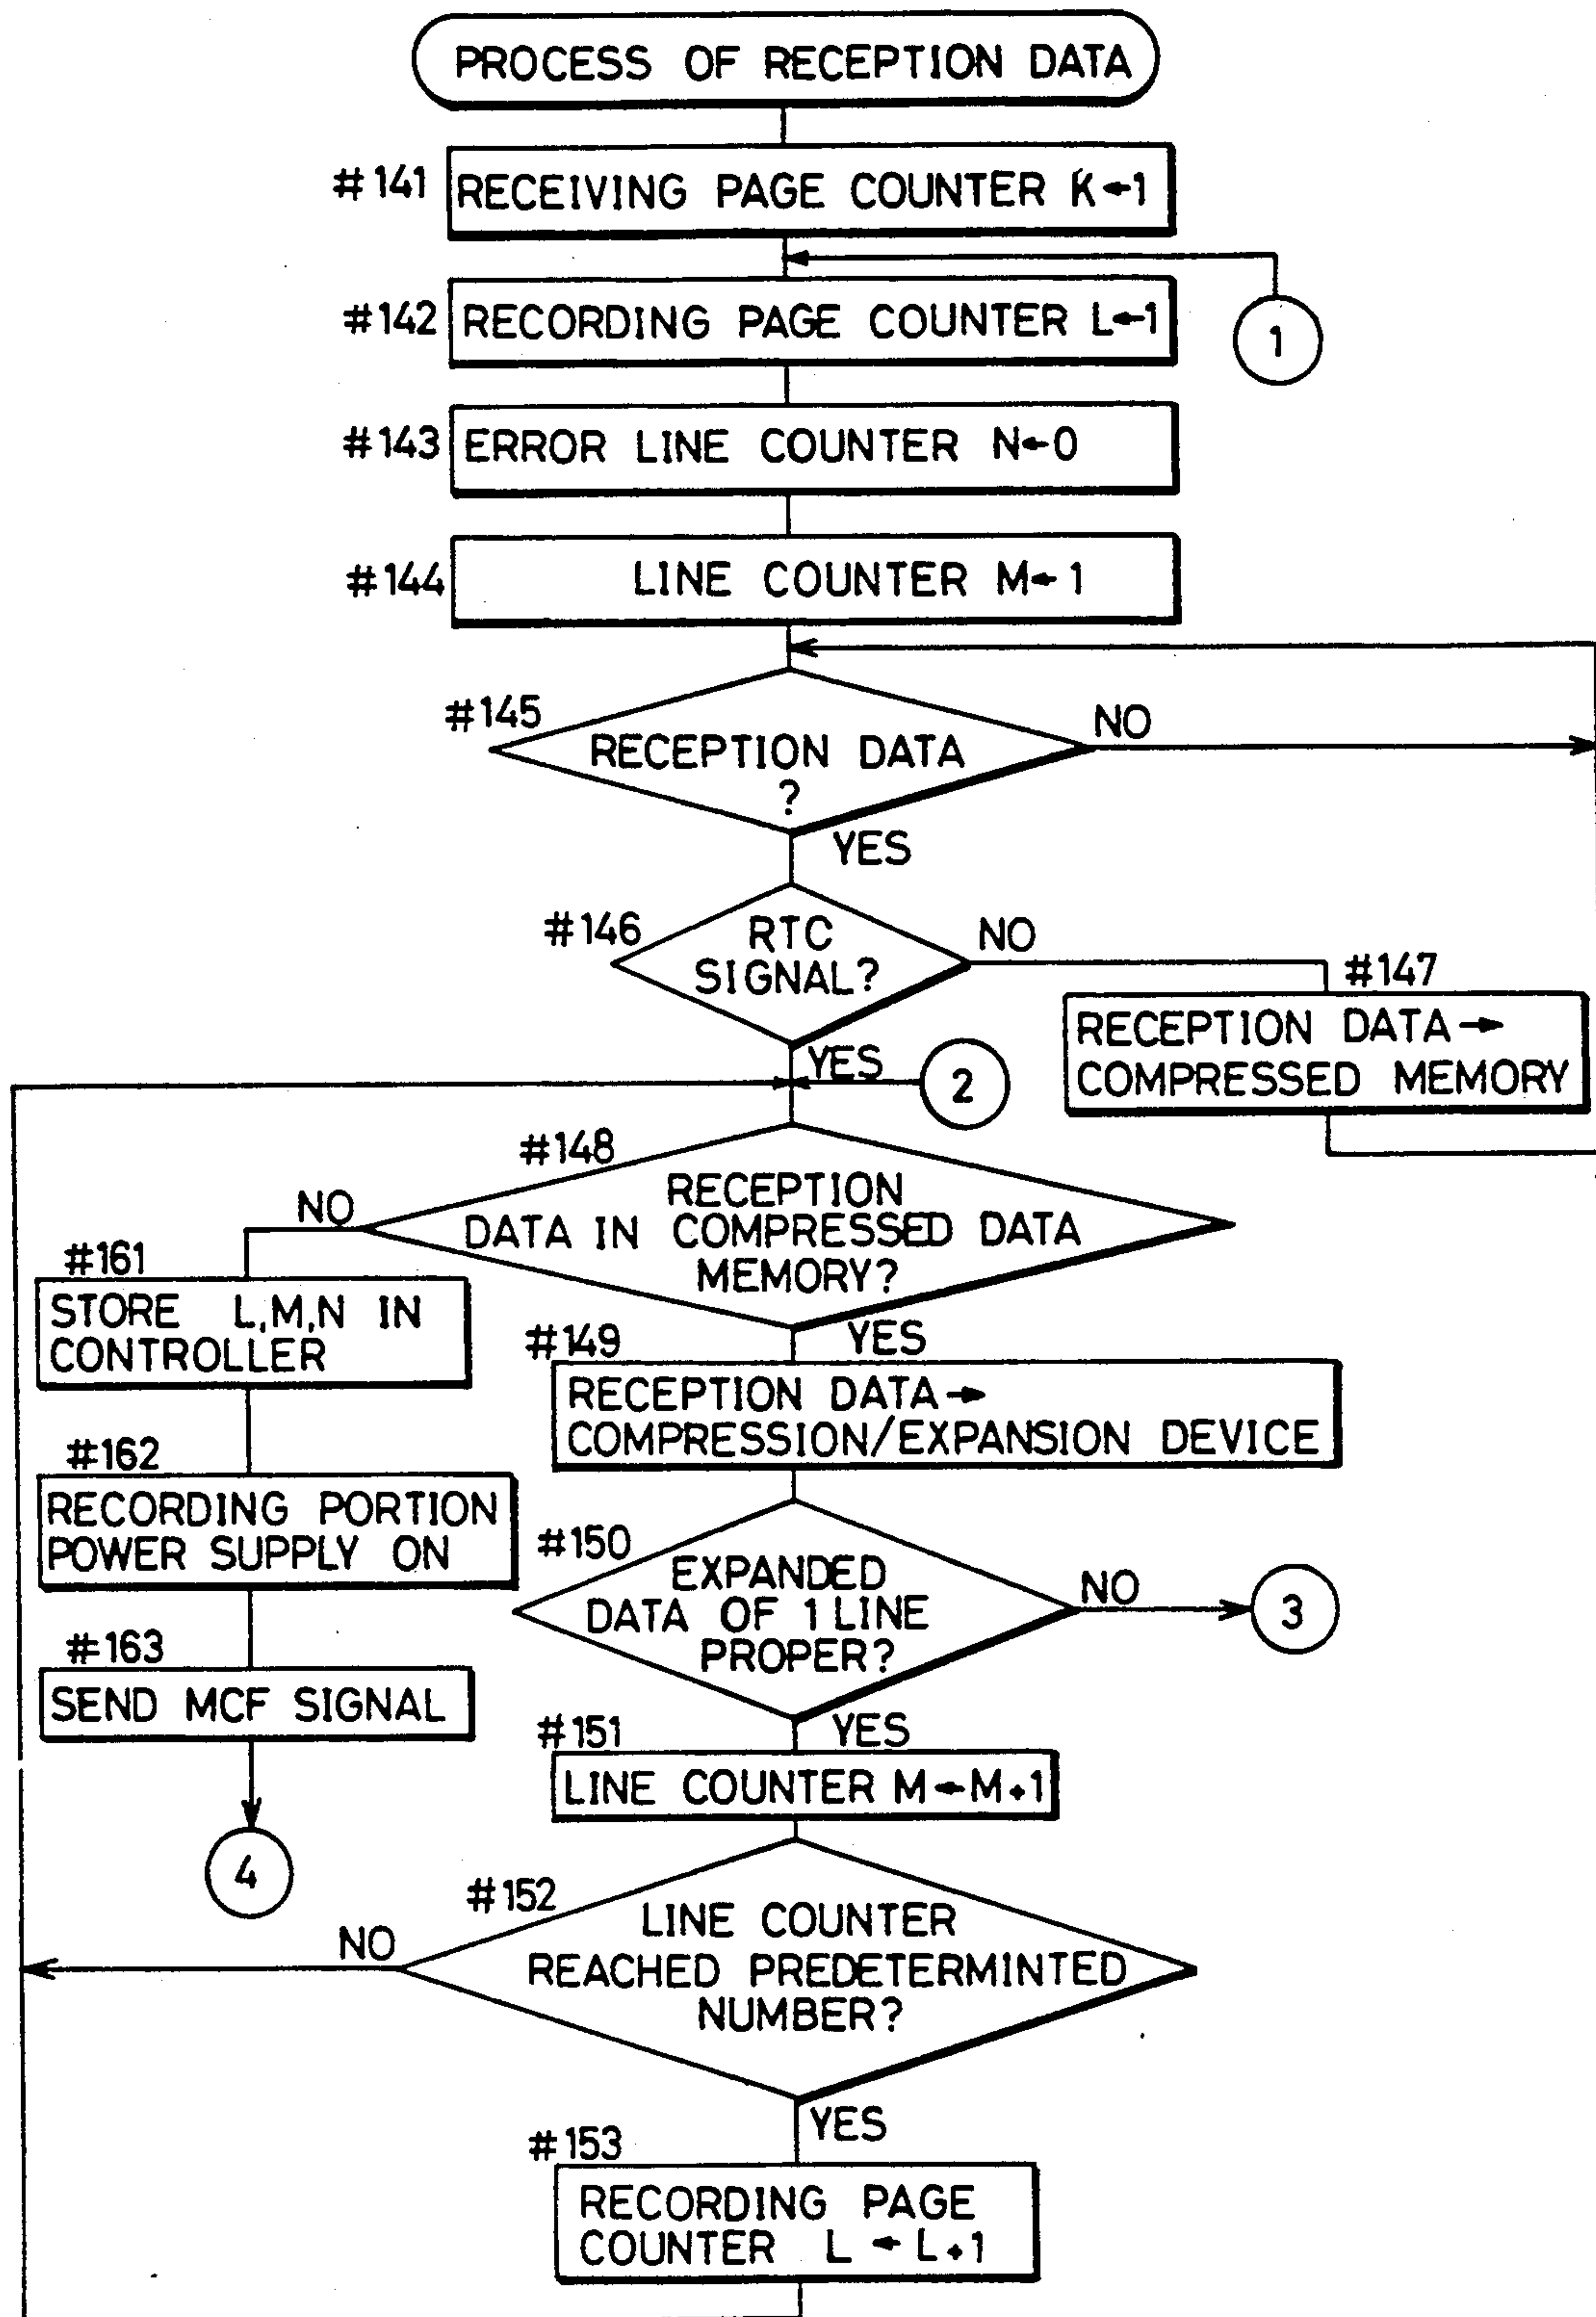 PROCESS OF RECEPTION DATA
#141
RECEIVING PAGE COUNTER K←1
#142
RECORDING PAGE COUNTER L←1
1
#143
ERROR LINE COUNTER N←0
#144
LINE COUNTER M←1
#145
RECEPTION DATA
?
NO
YES
#146
RTC
SIGNAL?
NO
#147
RECEPTION DATA→
COMPRESSED MEMORY
YES
2
#148
RECEPTION
DATA IN COMPRESSED DATA
MEMORY?
NO
YES
#161
STORE L,M,N IN
CONTROLLER
#149
RECEPTION DATA→
COMPRESSION/EXPANSION DEVICE
#162
RECORDING PORTION
POWER SUPPLY ON
#150
EXPANDED
DATA OF 1 LINE
PROPER?
NO
3
YES
#163
SEND MCF SIGNAL
4
#151
LINE COUNTER M←M+1
#152
LINE COUNTER
REACHED PREDETERMINTED
NUMBER?
NO
YES
#153
RECORDING PAGE
COUNTER L←L+1